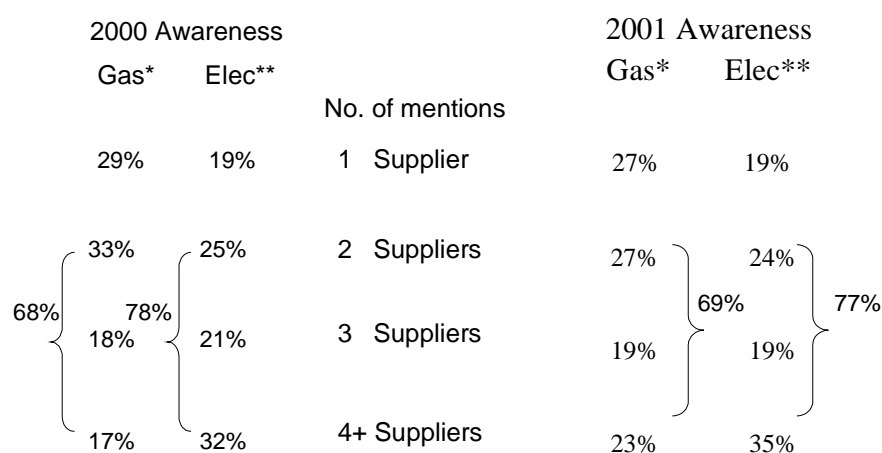 2000 Awareness 2001 Awareness
Gas* Elec** Gas* Elec**
No. of mentions
29% 19% 1 Supplier 27% 19%
33% 25% 2 Suppliers 27% 24%
68% 78% 69% 77%
18% 21% 3 Suppliers 19% 19%
17% 32% 4+ Suppliers 23% 35%